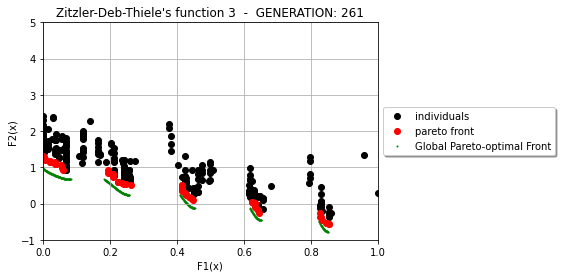 Zitzler-Deb-Thiele's function 3 - GENERATION: 261
5
4
3
2
1
0
-1
F2(x)
0.0 0.2 0.4 0.6 0.8 1.0
F1(x)
individuals
pareto front
Global Pareto-optimal Front